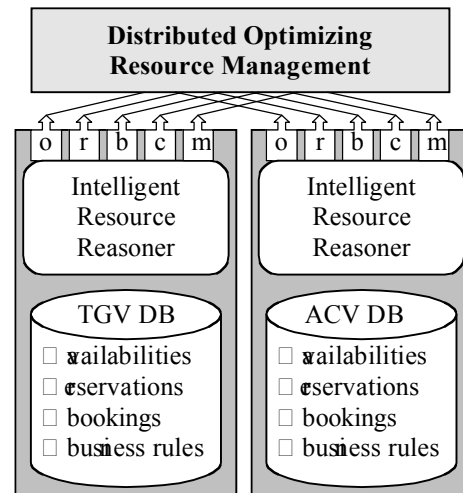 Distributed Optimizing
Resource Management
o r b c m
o r b c m
Intelligent
Resource
Reasoner
Intelligent
Resource
Reasoner
TGV DB
□ availabilities
□ reservations
□ bookings
□ business rules
ACV DB
□ availabilities
□ reservations
□ bookings
□ business rules